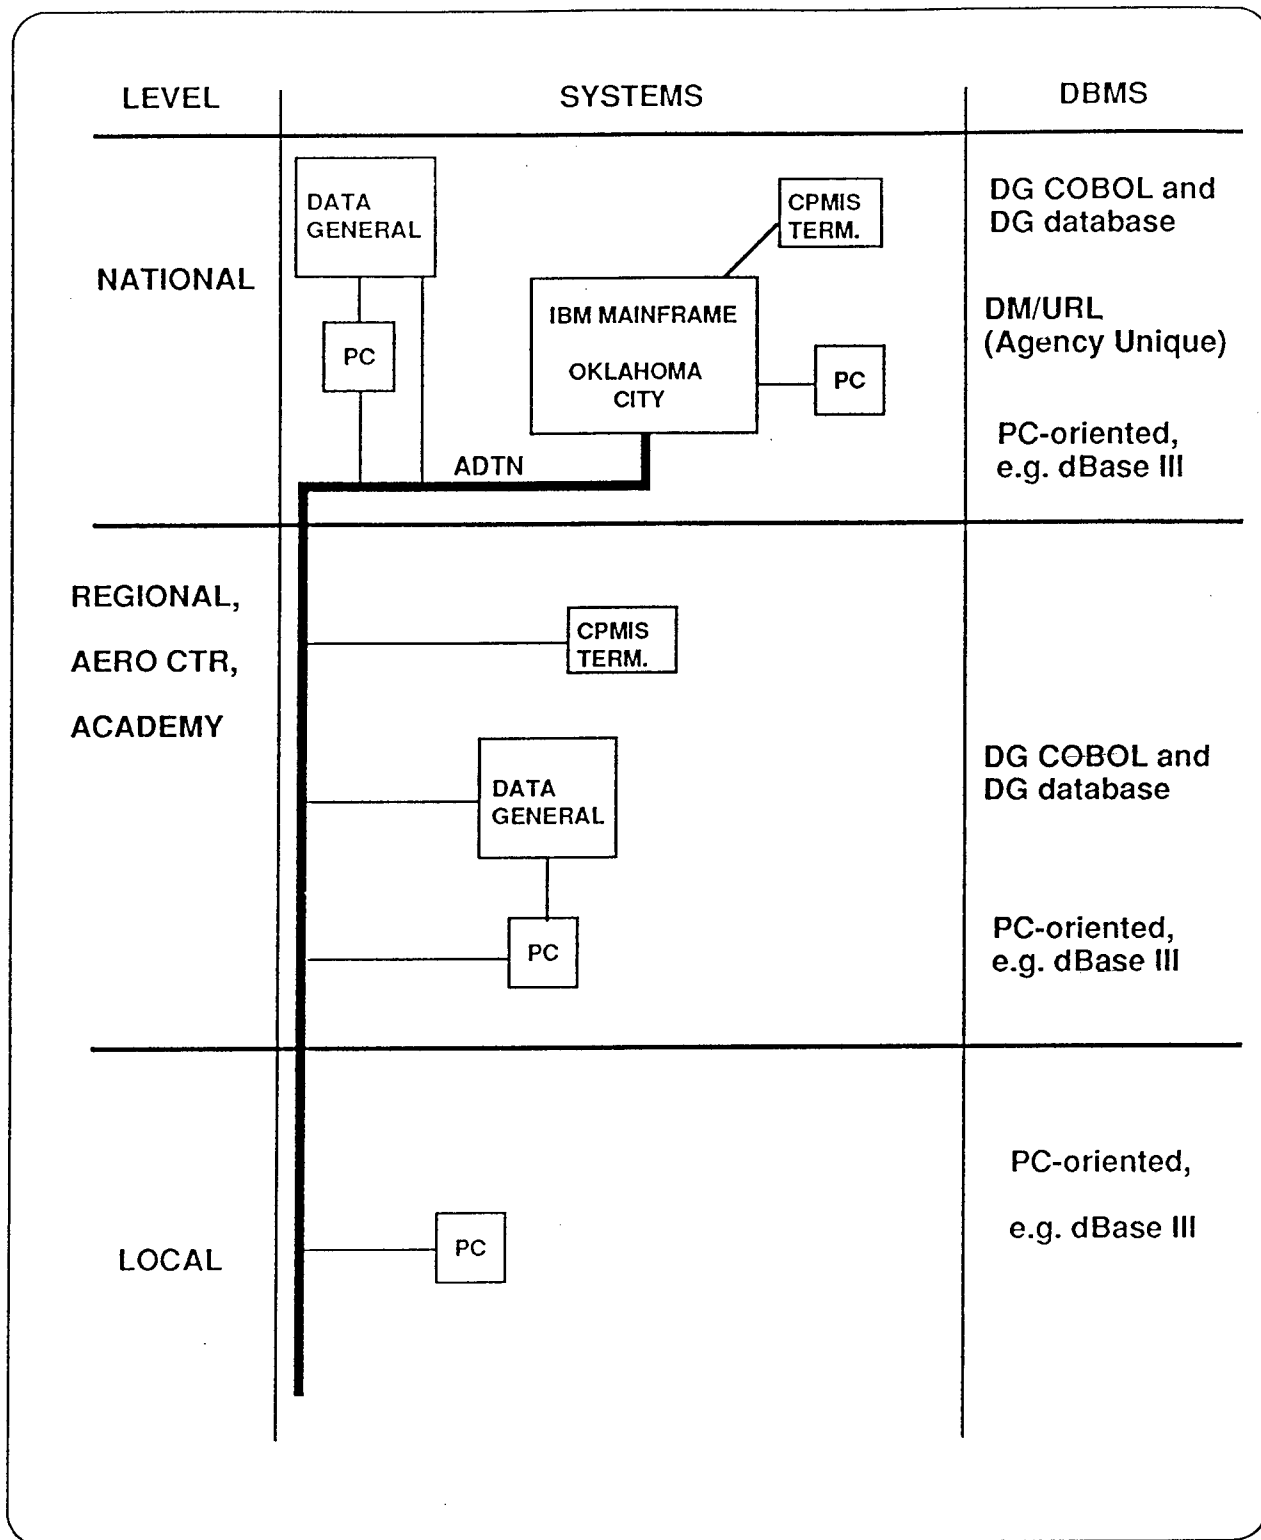 LEVEL
SYSTEMS
DBMS
NATIONAL
DATA
GENERAL
PC
CPMIS
TERM.
IBM MAINFRAME
OKLAHOMA
CITY
PC
ADTN
DG COBOL and
DG database
DM/URL
(Agency Unique)
PC-oriented,
e.g. dBase III
REGIONAL,
AERO CTR,
ACADEMY
CPMIS
TERM.
DATA
GENERAL
PC
DG COBOL and
DG database
PC-oriented,
e.g. dBase III
LOCAL
PC
PC-oriented,
e.g. dBase III